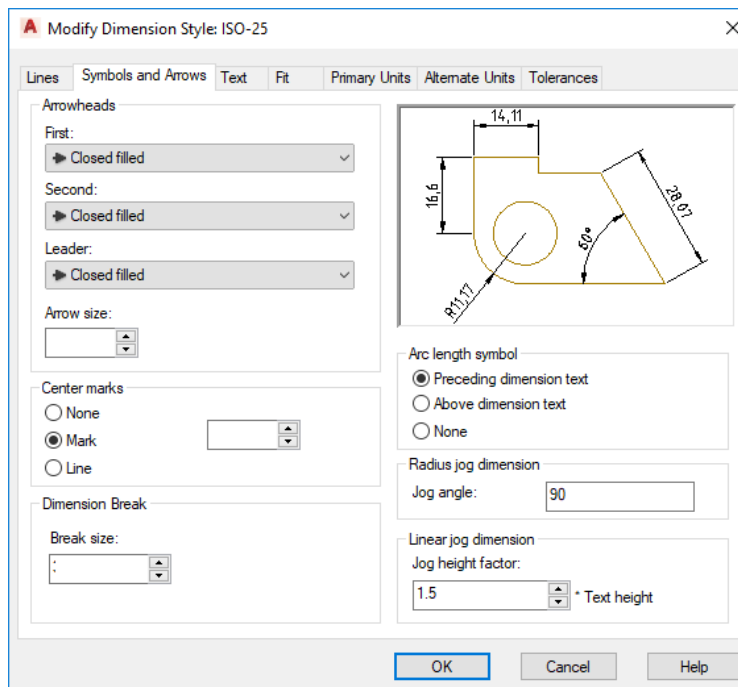 Modify Dimension Style: ISO-25
Lines Symbols and Arrows Text Fit Primary Units Alternate Units Tolerances
Arrowheads
First:
Closed filled
Second:
Closed filled
Leader:
Closed filled
Arrow size:
Center marks
None
Mark
Line
Dimension Break
Break size:
14,11
16,6
28,07
60°
R11,17
Arc length symbol
Preceding dimension text
Above dimension text
None
Radius jog dimension
Jog angle: 90
Linear jog dimension
Jog height factor:
1.5 * Text height
OK Cancel Help